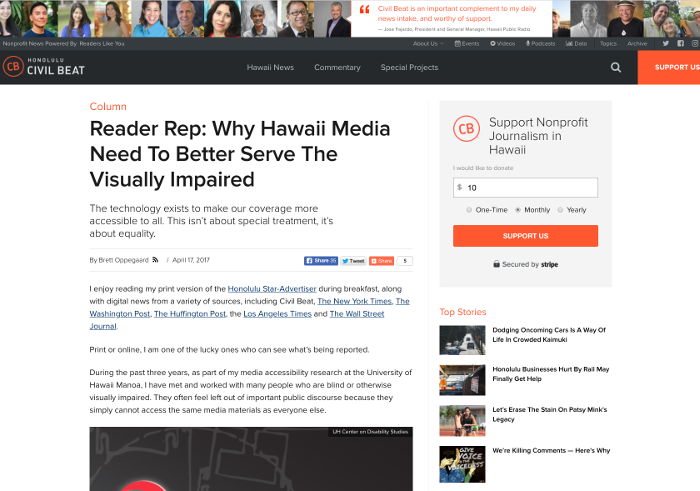 Civil Beat is an important complement to my daily
news intake, and worthy of support.
— Jose Fajardo, President and General Manager, Hawaii Public Radio
Nonprofit News Powered By Readers Like You
About Us
Events
Videos
Podcasts
Data
Topics
Archive
CB
HONOLULU
CIVIL BEAT
Hawaii News
Commentary
Special Projects
SUPPORT US
Column
Reader Rep: Why Hawaii Media
Need To Better Serve The
Visually Impaired
The technology exists to make our coverage more
accessible to all. This isn’t about special treatment, it’s
about equality.
By Brett Oppegaard
/ April 17, 2017
Share 35
Tweet
Share
5
I enjoy reading my print version of the Honolulu Star-Advertiser during breakfast, along
with digital news from a variety of sources, including Civil Beat, The New York Times, The
Washington Post, The Huffington Post, the Los Angeles Times and The Wall Street
Journal.
Print or online, I am one of the lucky ones who can see what’s being reported.
During the past three years, as part of my media accessibility research at the University of
Hawaii Manoa, I have met and worked with many people who are blind or otherwise
visually impaired. They often feel left out of important public discourse because they
simply cannot access the same media materials as everyone else.
UH Center on Disability Studies
CB
Support Nonprofit
Journalism in
Hawaii
I would like to donate
$ 10
One-Time
Monthly
Yearly
SUPPORT US
Secured by stripe
Top Stories
Dodging Oncoming Cars Is A Way Of
Life In Crowded Kaimuki
Honolulu Businesses Hurt By Rail May
Finally Get Help
Let’s Erase The Stain On Patsy Mink’s
Legacy
We’re Killing Comments — Here’s Why
GIVE
VOICE
TO THE
VOICELESS